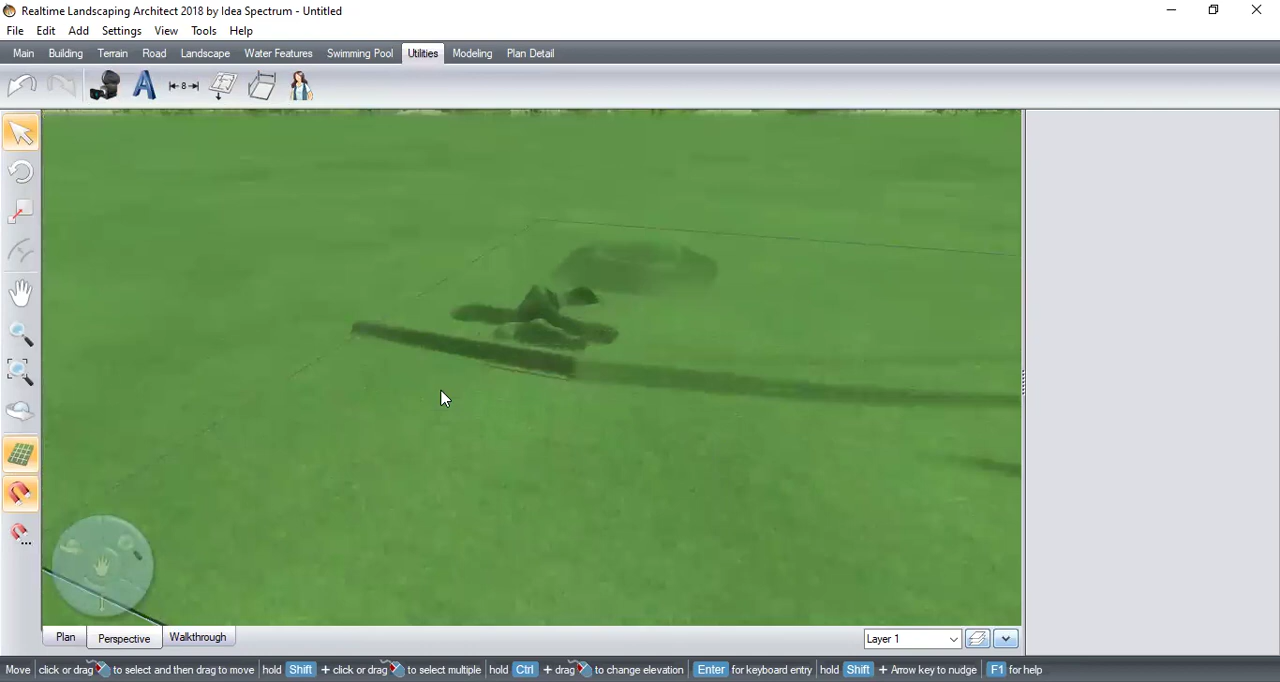 Realtime Landscaping Architect 2018 by Idea Spectrum - Untitled
File Edit Add Settings View Tools Help
Main Building Terrain Road Landscape Water Features Swimming Pool Utilities Modeling Plan Detail
A 8
Plan Perspective Walkthrough Layer 1
Move click or drag to select and then drag to move hold Shift + click or drag to select multiple hold Ctrl + drag to change elevation Enter for keyboard entry hold Shift + Arrow key to nudge F1 for help